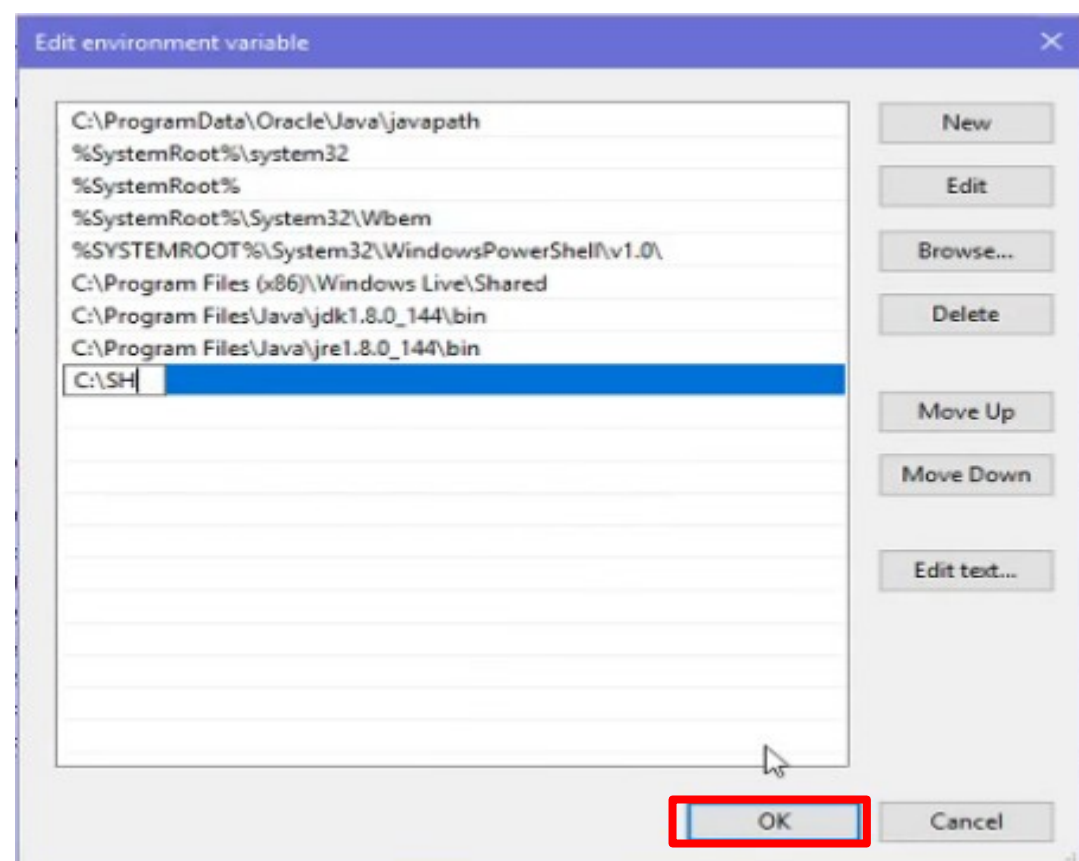 Edit environment variable
C:\ProgramData\Oracle\Java\javapath
%SystemRoot%\system32
%SystemRoot%
%SystemRoot%\System32\Wbem
%SYSTEMROOT%\System32\WindowsPowerShell\v1.0\
C:\Program Files (x86)\Windows Live\Shared
C:\Program Files\Java\jdk1.8.0_144\bin
C:\Program Files\Java\jre1.8.0_144\bin
C:\SH
New
Edit
Browse...
Delete
Move Up
Move Down
Edit text...
OK
Cancel